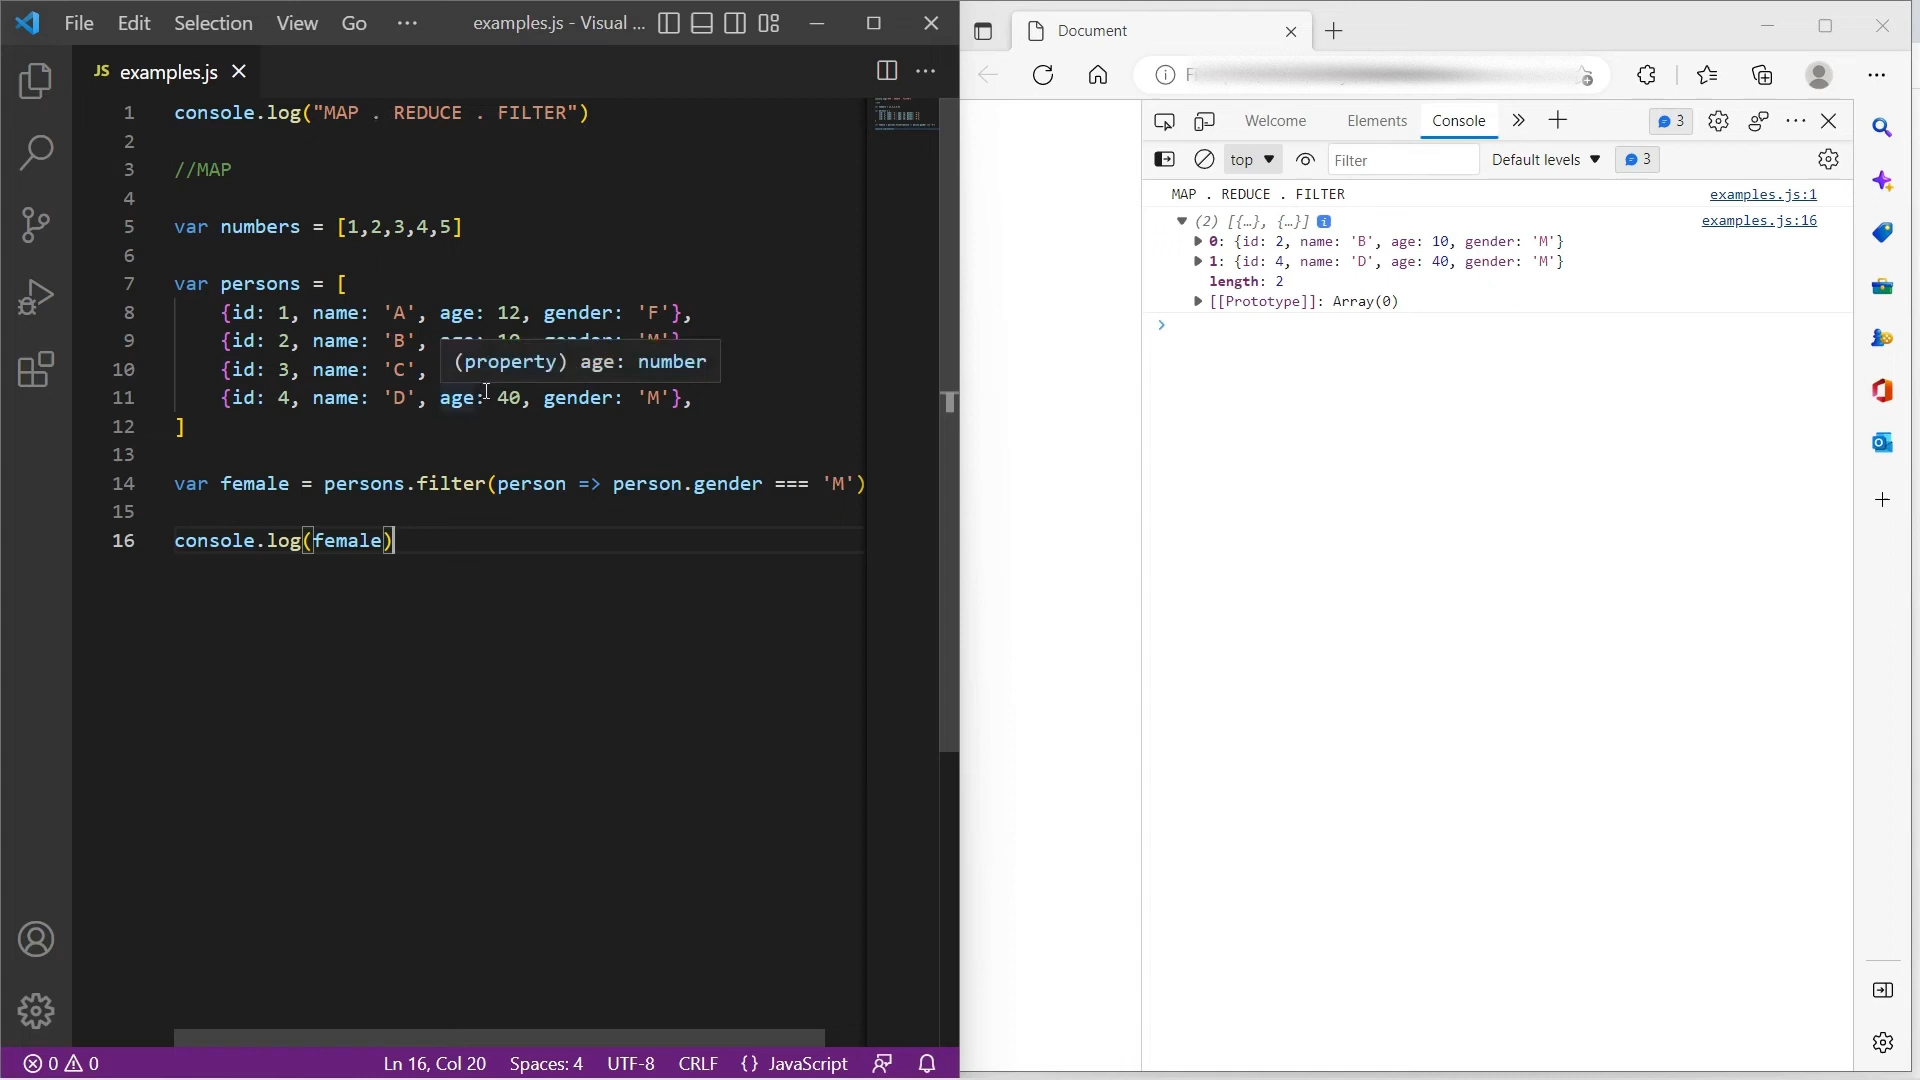 File Edit Selection View Go ··· examples.js - Visual ...
JS examples.js
1 console.log("MAP . REDUCE . FILTER")
2
3 //MAP
4
5 var numbers = [1,2,3,4,5]
6
7 var persons = [
8 {id: 1, name: 'A', age: 12, gender: 'F'},
9 {id: 2, name: 'B', age: 10, gender: 'M'}
(property) age: number
10 {id: 3, name: 'C',
11 {id: 4, name: 'D', age: 40, gender: 'M'},
12 ]
13
14 var female = persons.filter(person => person.gender === 'M')
15
16 console.log(female)
0 0 Ln 16, Col 20 Spaces: 4 UTF-8 CRLF {} JavaScript
Document
Welcome Elements Console 3
top Filter Default levels 3
MAP . REDUCE . FILTER examples.js:1
(2) [{…}, {…}] i examples.js:16
0: {id: 2, name: 'B', age: 10, gender: 'M'}
1: {id: 4, name: 'D', age: 40, gender: 'M'}
length: 2
[[Prototype]]: Array(0)